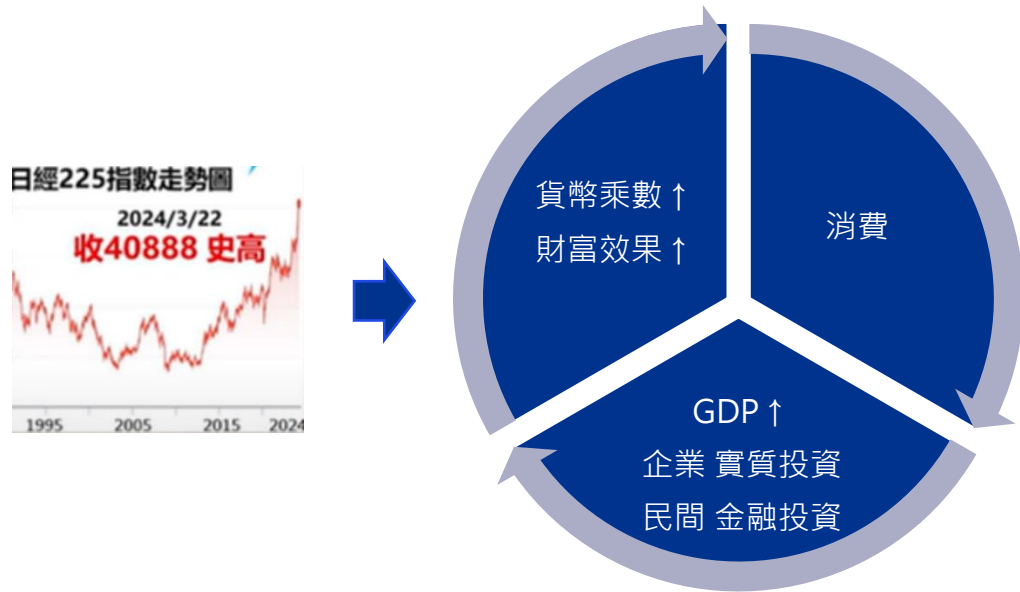 日經225指數走勢圖
2024/3/22
收40888 史高
1995 2005 2015 2024
貨幣乘數↑
財富效果↑
消費
GDP↑
企業 實質投資
民間 金融投資